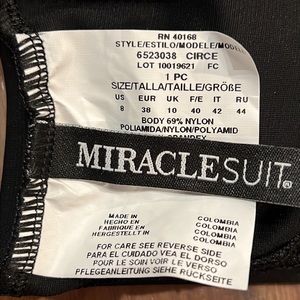 RN 40168
STYLE/ESTILO/MODELE/MODELL
6523038 CIRCE
LOT 10019621 FC
1 PC
SIZE/TALLA/TAILLE/GRÖßE
US EUR UK F/E IT RU
8 38 10 40 42 44
BODY 69% NYLON
POLIAMIDA/NYLON/POLYAMID
MIRACLESUIT®
MADE IN COLOMBIA
HECHO EN COLOMBIA
FABRIQUE EN COLOMBIE
HERGESTELLT IN
FOR CARE SEE REVERSE SIDE
PARA EL CUIDADO VEA EL DORSO
POUR LE SOIN VOIR LE VERSO
PFLEGEANLEITUNG SIEHE RUCKSEITE